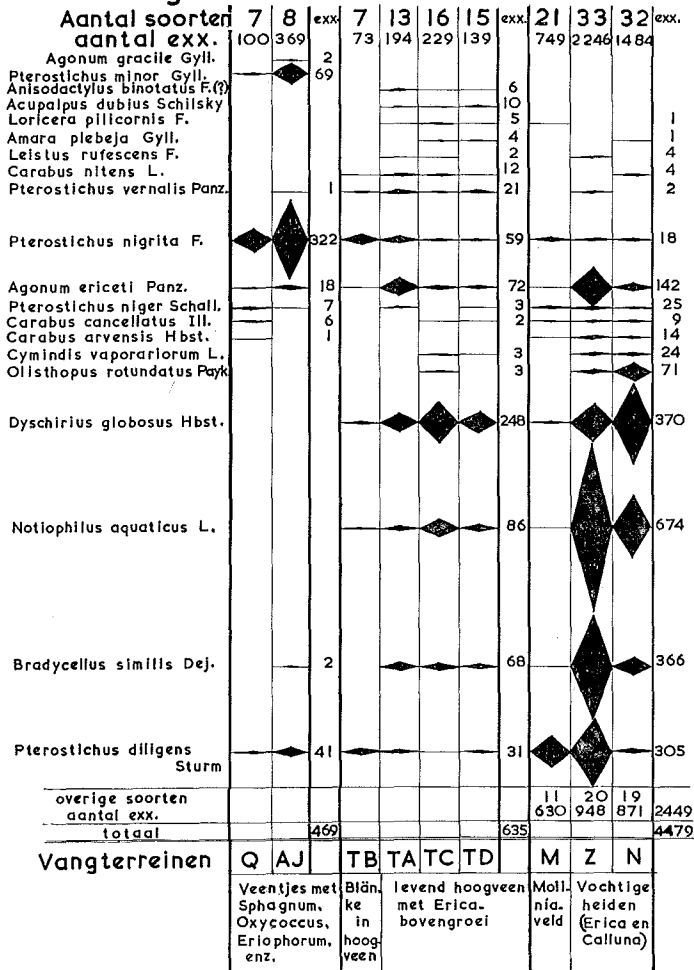 Aantal soorten 7 8 exx. 7 13 16 15 exx. 21 33 32 exx.
aantal exx. 100 369 73 194 229 139 749 2246 1484
Agonum gracile Gyll. 2
Pterostichus minor Gyll. 69
Anisodactylus binotatus F.(?) 6
Acupalpus dubius Schilsky 10
Loricera pilicornis F. 5 1
Amara plebeja Gyll. 4 1
Leistus rufescens F. 2 4
Carabus nitens L. 12 4
Pterostichus vernalis Panz. 1 21 2
Pterostichus nigrita F. 322 59 18
Agonum ericeti Panz. 18 72 142
Pterostichus niger Schall. 7 3 25
Carabus cancellatus Ill. 6 2 9
Carabus arvensis Hbst. 1 14
Cymindis vaporariorum L. 3 24
Olisthopus rotundatus Payk 3 71
Dyschirius globosus Hbst. 248 370
Notiophilus aquaticus L. 86 674
Bradycellus similis Dej. 2 68 366
Pterostichus diligens 41 31 305
Sturm
overige soorten 11 20 19
aantal exx. 630 948 871 2449
totaal 469 635 4479
Vangterreinen Q AJ TB TA TC TD M Z N
Veentjes met
Sphagnum,
Oxycoccus,
Eriophorum,
enz.
Blän,
ke
in
hoog-
veen
levend hoogveen
met Erica-
bovengroei
Moli-
nia-
veld
Vochtige
heiden
(Erica en
Calluna)